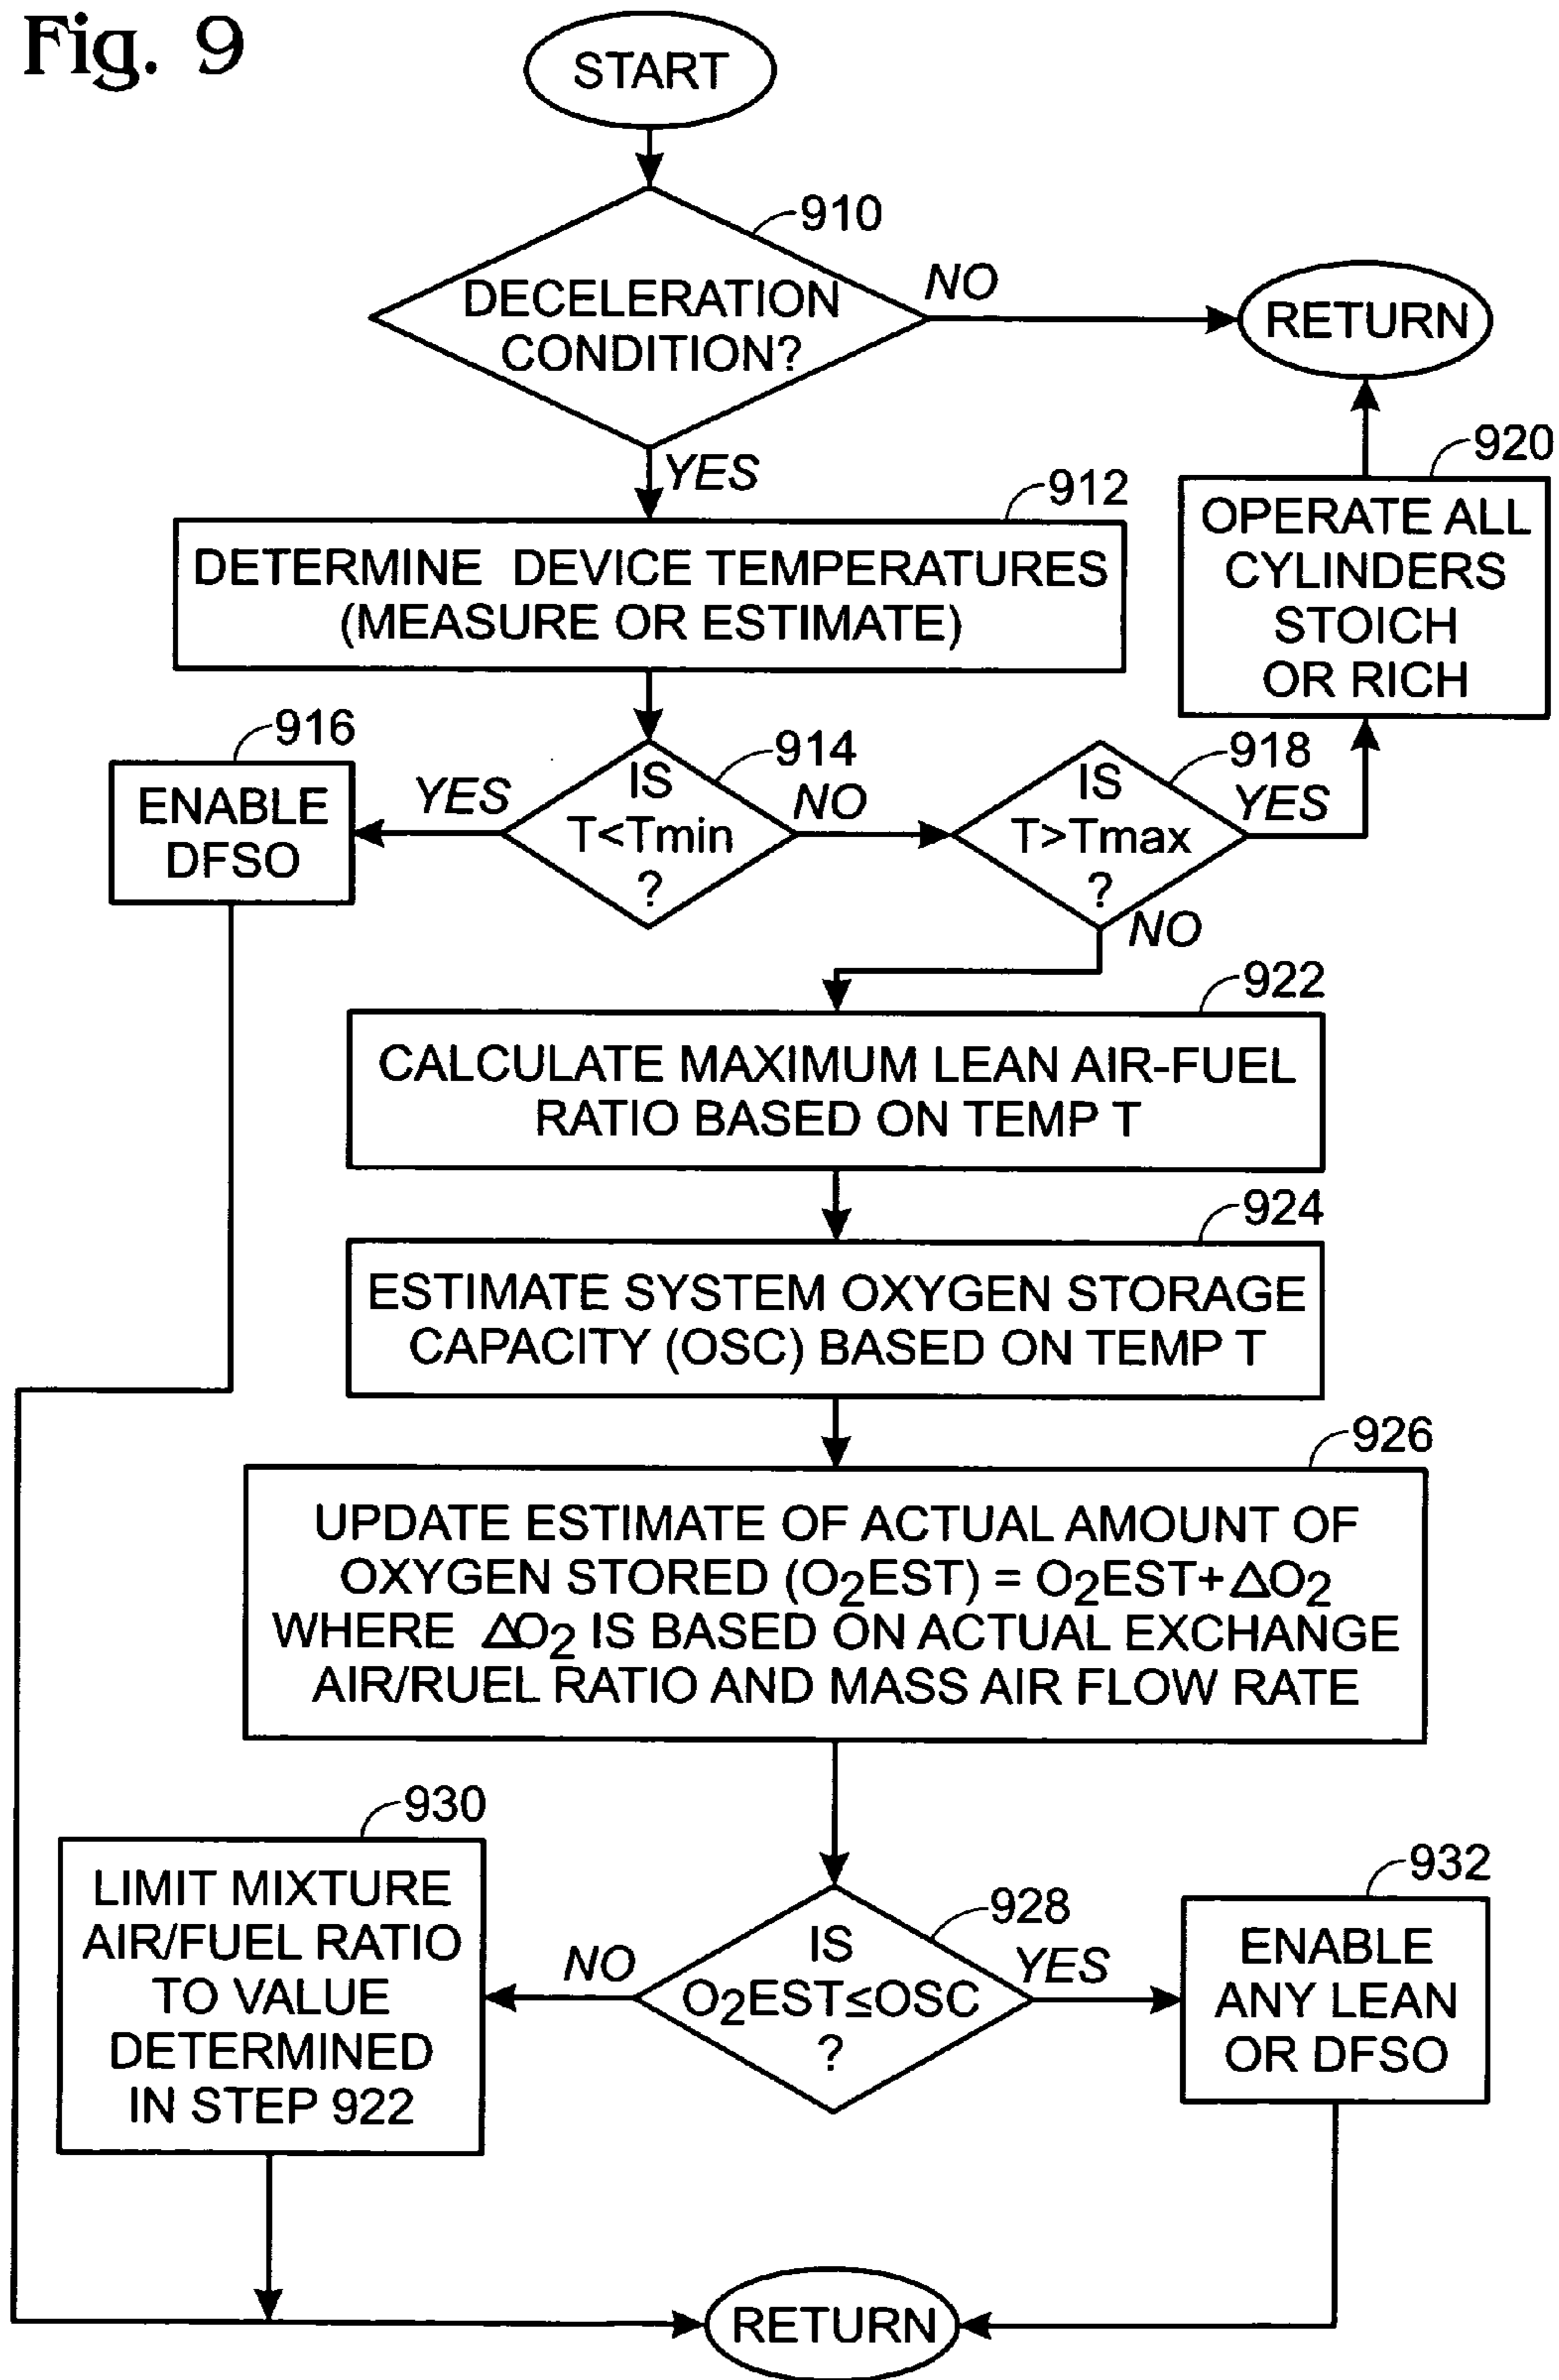 Fig. 9
START
910
DECELERATION
CONDITION?
NO
RETURN
YES
912
DETERMINE DEVICE TEMPERATURES
(MEASURE OR ESTIMATE)
920
OPERATE ALL
CYLINDERS
STOICH
OR RICH
916
ENABLE
DFSO
YES
914
IS
T<Tmin
?
NO
918
IS
T>Tmax
?
YES
NO
922
CALCULATE MAXIMUM LEAN AIR-FUEL
RATIO BASED ON TEMP T
924
ESTIMATE SYSTEM OXYGEN STORAGE
CAPACITY (OSC) BASED ON TEMP T
926
UPDATE ESTIMATE OF ACTUAL AMOUNT OF
OXYGEN STORED (O₂EST) = O₂EST+ΔO₂
WHERE ΔO₂ IS BASED ON ACTUAL EXCHANGE
AIR/RUEL RATIO AND MASS AIR FLOW RATE
930
LIMIT MIXTURE
AIR/FUEL RATIO
TO VALUE
DETERMINED
IN STEP 922
NO
928
IS
O₂EST≤OSC
?
YES
932
ENABLE
ANY LEAN
OR DFSO
RETURN